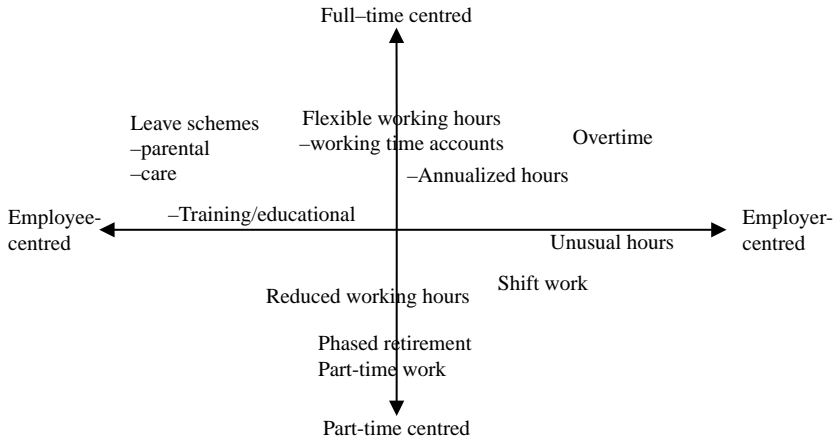 Full–time centred
Leave schemes
–parental
–care
Flexible working hours
–working time accounts
Overtime
–Annualized hours
Employee-
centred
–Training/educational
Employer-
centred
Unusual hours
Shift work
Reduced working hours
Phased retirement
Part-time work
Part-time centred